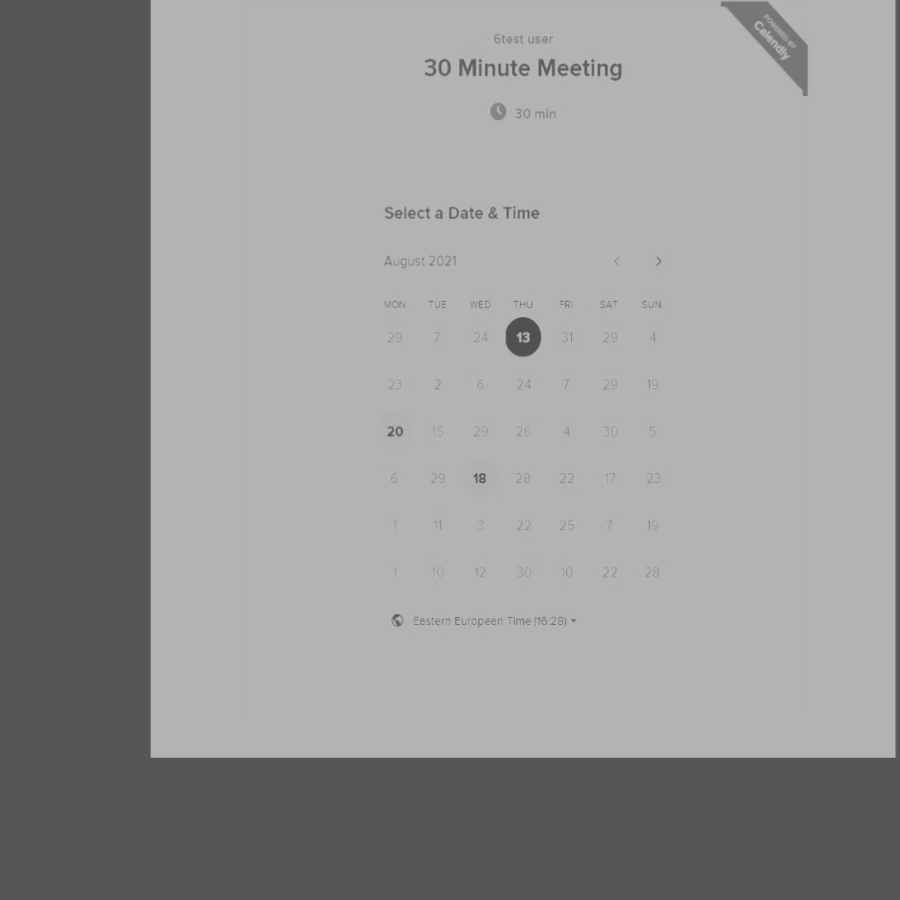 POWERED BY
Calendly
6test user
30 Minute Meeting
30 min
Select a Date & Time
August 2021
MON TUE WED THU FRI SAT SUN
29 7 24 13 31 29 4
23 2 6 24 7 29 19
20 15 29 26 4 30 5
6 29 18 28 22 17 23
1 11 3 22 25 7 19
1 10 12 30 10 22 28
Eastern European Time (16:28)